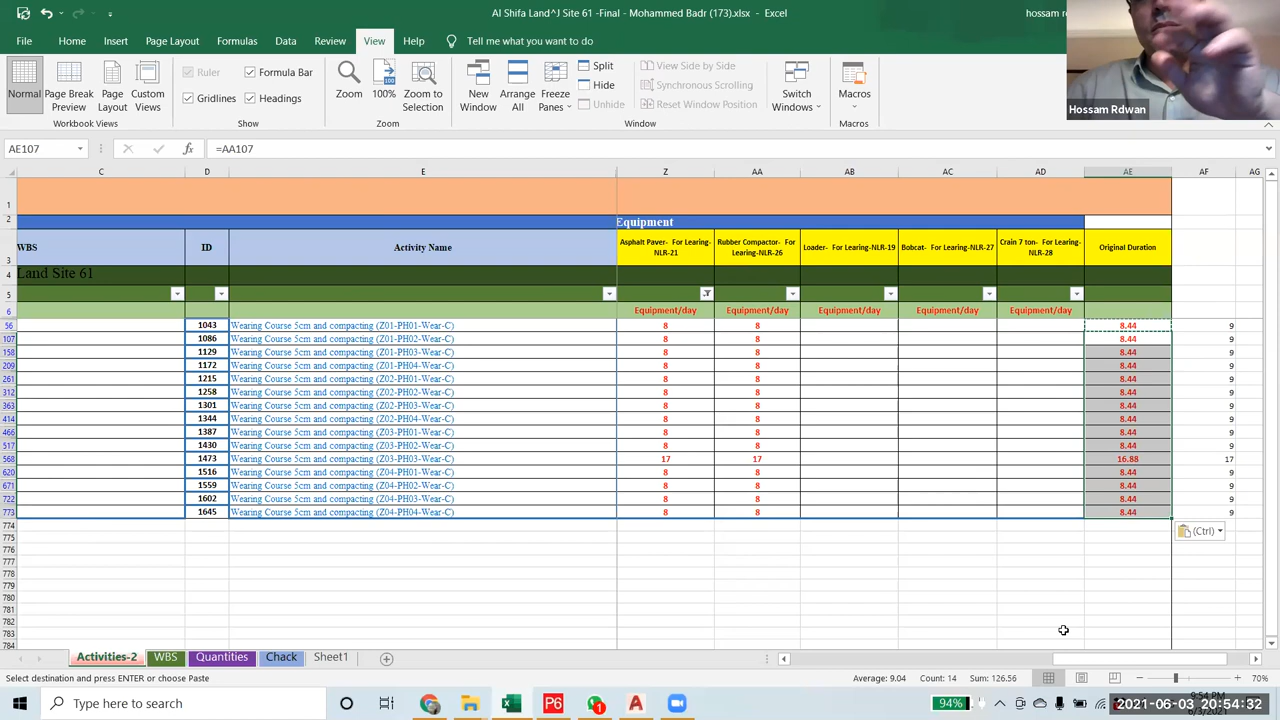 Al Shifa Land^J Site 61 -Final - Mohammed Badr (173).xlsx - Excel
hossam r
File Home Insert Page Layout Formulas Data Review View Help Tell me what you want to do
Normal
Page Break Preview
Page Layout
Custom Views
Ruler
Gridlines
Formula Bar
Headings
Zoom
100%
Zoom to Selection
New Window
Arrange All
Freeze Panes
Split
Hide
Unhide
View Side by Side
Synchronous Scrolling
Reset Window Position
Switch Windows
Macros
Hossam Rdwan
Workbook Views Show Zoom Window Macros
AE107 fx =AA107
C D E Z AA AB AC AD AE AF AG
1
2 Equipment
3 WBS ID Activity Name Asphalt Paver- For Learing-NLR-21 Rubber Compactor- For Learing-NLR-26 Loader- For Learing-NLR-19 Bobcat- For Learing-NLR-27 Crain 7 ton- For Learing-NLR-28 Original Duration
4 Land Site 61
5
6 Equipment/day Equipment/day Equipment/day Equipment/day Equipment/day
56 1043 Wearing Course 5cm and compacting (Z01-PH01-Wear-C) 8 8 8.44 9
107 1086 Wearing Course 5cm and compacting (Z01-PH02-Wear-C) 8 8 8.44 9
158 1129 Wearing Course 5cm and compacting (Z01-PH03-Wear-C) 8 8 8.44 9
209 1172 Wearing Course 5cm and compacting (Z01-PH04-Wear-C) 8 8 8.44 9
261 1215 Wearing Course 5cm and compacting (Z02-PH01-Wear-C) 8 8 8.44 9
312 1258 Wearing Course 5cm and compacting (Z02-PH02-Wear-C) 8 8 8.44 9
363 1301 Wearing Course 5cm and compacting (Z02-PH03-Wear-C) 8 8 8.44 9
414 1344 Wearing Course 5cm and compacting (Z02-PH04-Wear-C) 8 8 8.44 9
466 1387 Wearing Course 5cm and compacting (Z03-PH01-Wear-C) 8 8 8.44 9
517 1430 Wearing Course 5cm and compacting (Z03-PH02-Wear-C) 8 8 8.44 9
568 1473 Wearing Course 5cm and compacting (Z03-PH03-Wear-C) 17 17 16.88 17
620 1516 Wearing Course 5cm and compacting (Z04-PH01-Wear-C) 8 8 8.44 9
671 1559 Wearing Course 5cm and compacting (Z04-PH02-Wear-C) 8 8 8.44 9
722 1602 Wearing Course 5cm and compacting (Z04-PH03-Wear-C) 8 8 8.44 9
773 1645 Wearing Course 5cm and compacting (Z04-PH04-Wear-C) 8 8 8.44 9
774
775 (Ctrl)
776
777
778
779
780
781
782
783
784
Activities-2 WBS Quantities Chack Sheet1
Select destination and press ENTER or choose Paste Average: 9.04 Count: 14 Sum: 126.56 70%
Type here to search P6 1 A 94% 2021-06-03 20:54:32